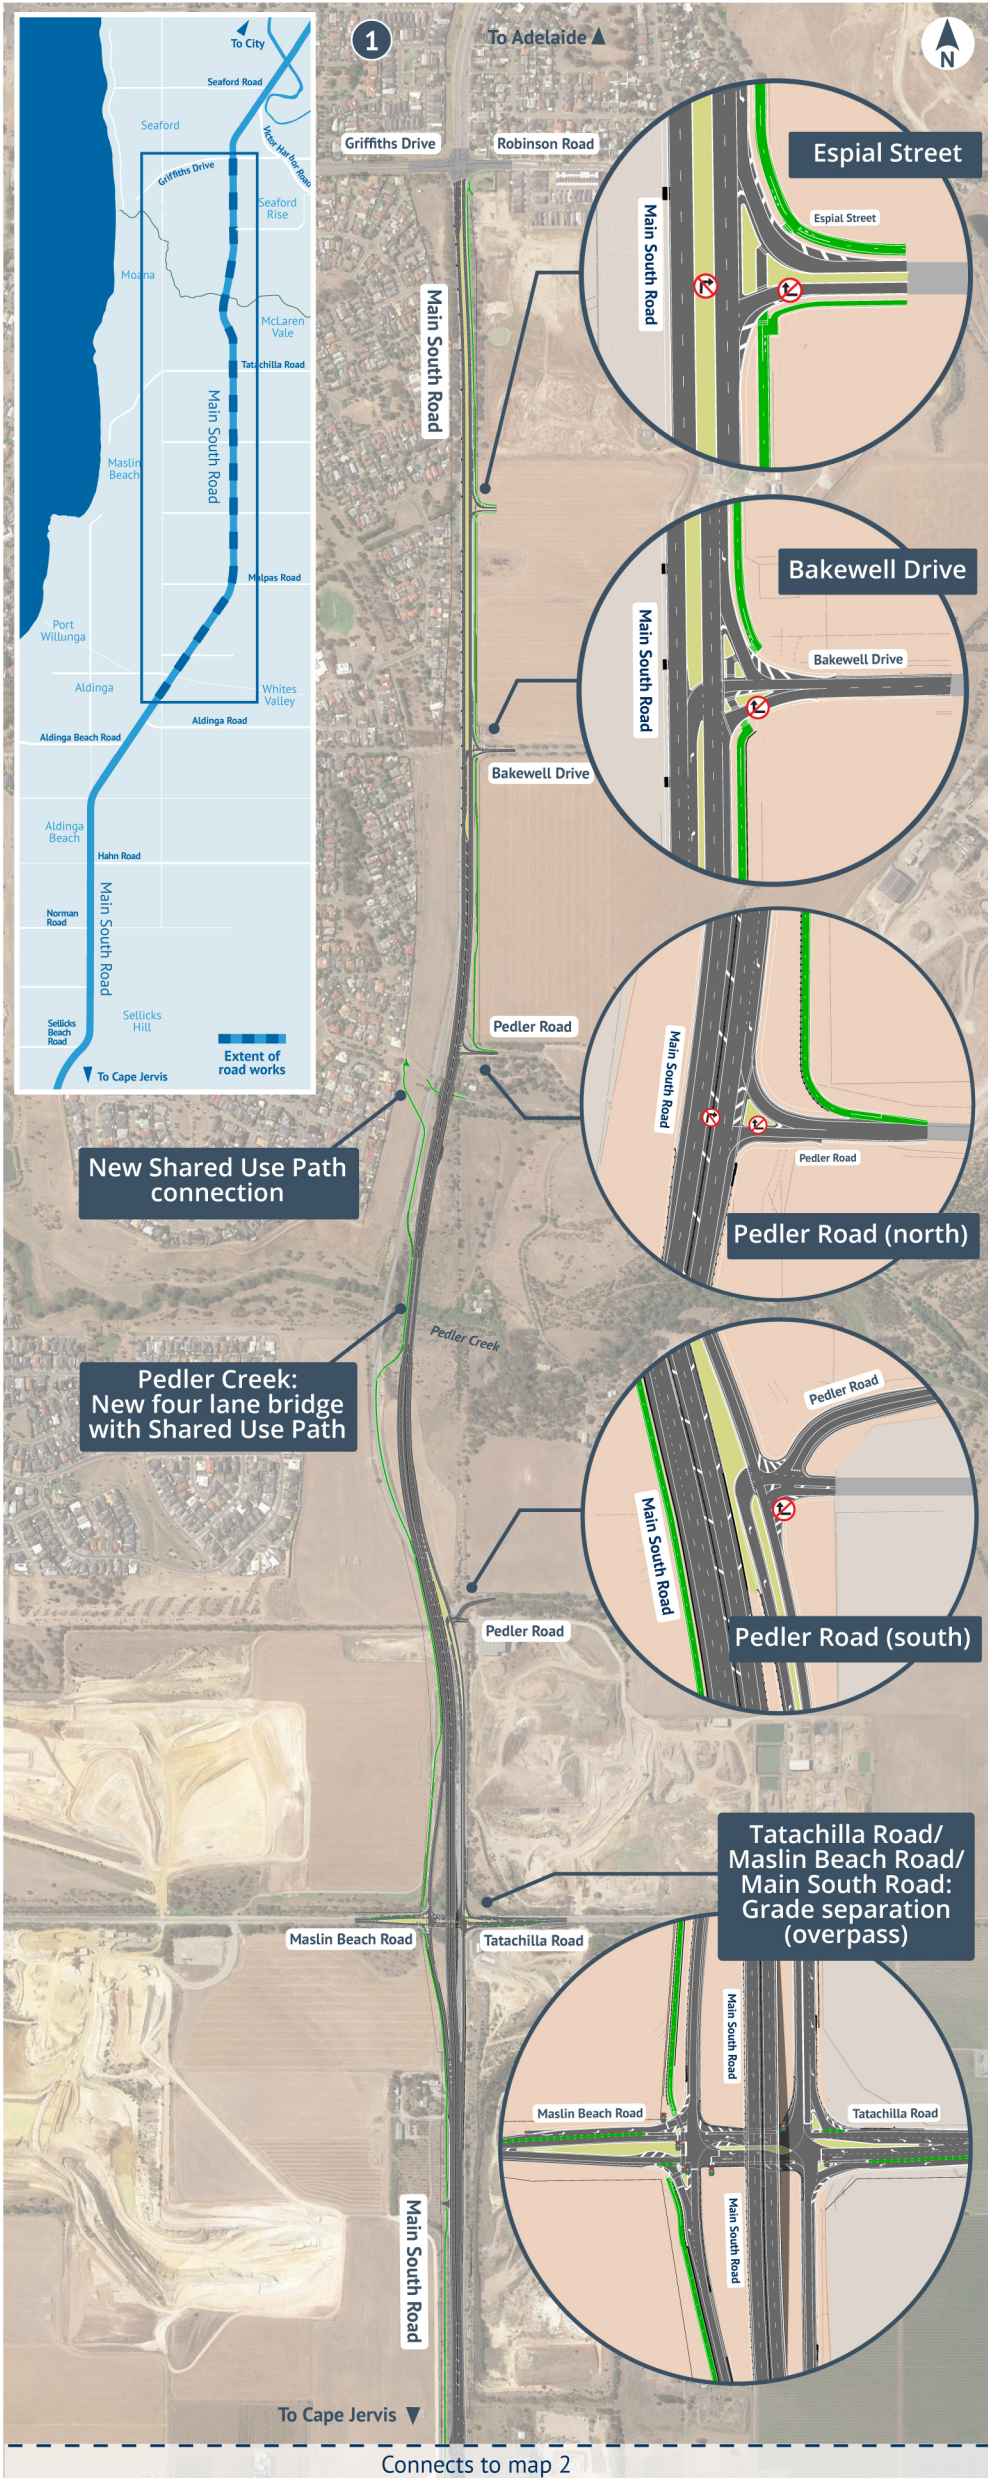 1
To Adelaide
N
To City
Seaford Road
Seaford
Victor Harbor Road
Griffiths Drive
Seaford
Rise
Moana
McLaren
Vale
Tatachilla Road
Main South Road
Maslin
Beach
Malpas Road
Port
Willunga
Aldinga
Whites
Valley
Aldinga Road
Aldinga Beach Road
Aldinga
Beach
Hahn Road
Main South Road
Norman
Road
Sellicks
Hill
Sellicks
Beach
Road
Extent of
road works
To Cape Jervis
Griffiths Drive
Robinson Road
Main South Road
Espial Street
Espial Street
Main South Road
Bakewell Drive
Bakewell Drive
Main South Road
Bakewell Drive
Pedler Road
Main South Road
Pedler Road
Pedler Road (north)
New Shared Use Path
connection
Pedler Creek
Pedler Creek:
New four lane bridge
with Shared Use Path
Pedler Road
Main South Road
Pedler Road (south)
Pedler Road
Tatachilla Road/
Maslin Beach Road/
Main South Road:
Grade separation
(overpass)
Maslin Beach Road
Tatachilla Road
Main South Road
Maslin Beach Road
Tatachilla Road
Main South Road
Main South Road
To Cape Jervis
Connects to map 2